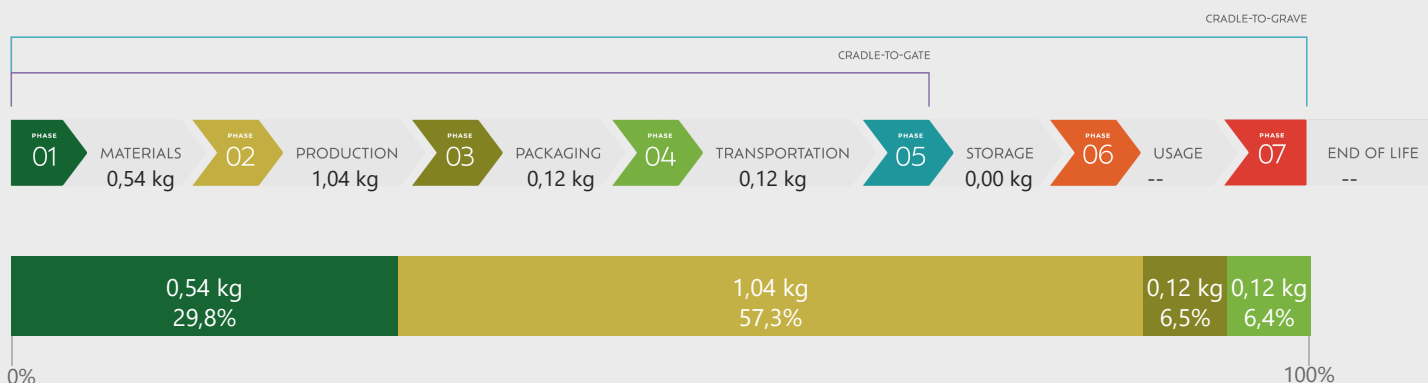 CRADLE-TO-GRAVE
CRADLE-TO-GATE
PHASE
01
MATERIALS
0,54 kg
PHASE
02
PRODUCTION
1,04 kg
PHASE
03
PACKAGING
0,12 kg
PHASE
04
TRANSPORTATION
0,12 kg
PHASE
05
STORAGE
0,00 kg
PHASE
06
USAGE
--
PHASE
07
END OF LIFE
--
0,54 kg
29,8%
1,04 kg
57,3%
0,12 kg
6,5%
0,12 kg
6,4%
0%
100%